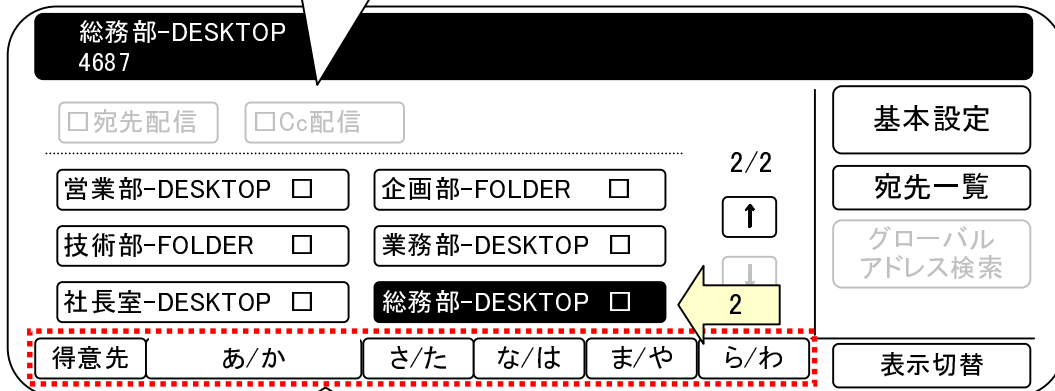 総務部-DESKTOP
4687
□宛先配信 □Cc配信
基本設定
2/2
営業部-DESKTOP □ 企画部-FOLDER □
宛先一覧
↑
技術部-FOLDER □ 業務部-DESKTOP □
グローバル
アドレス検索
↓
社長室-DESKTOP □ 総務部-DESKTOP □
2
得意先 あ/か さ/た な/は ま/や ら/わ
表示切替